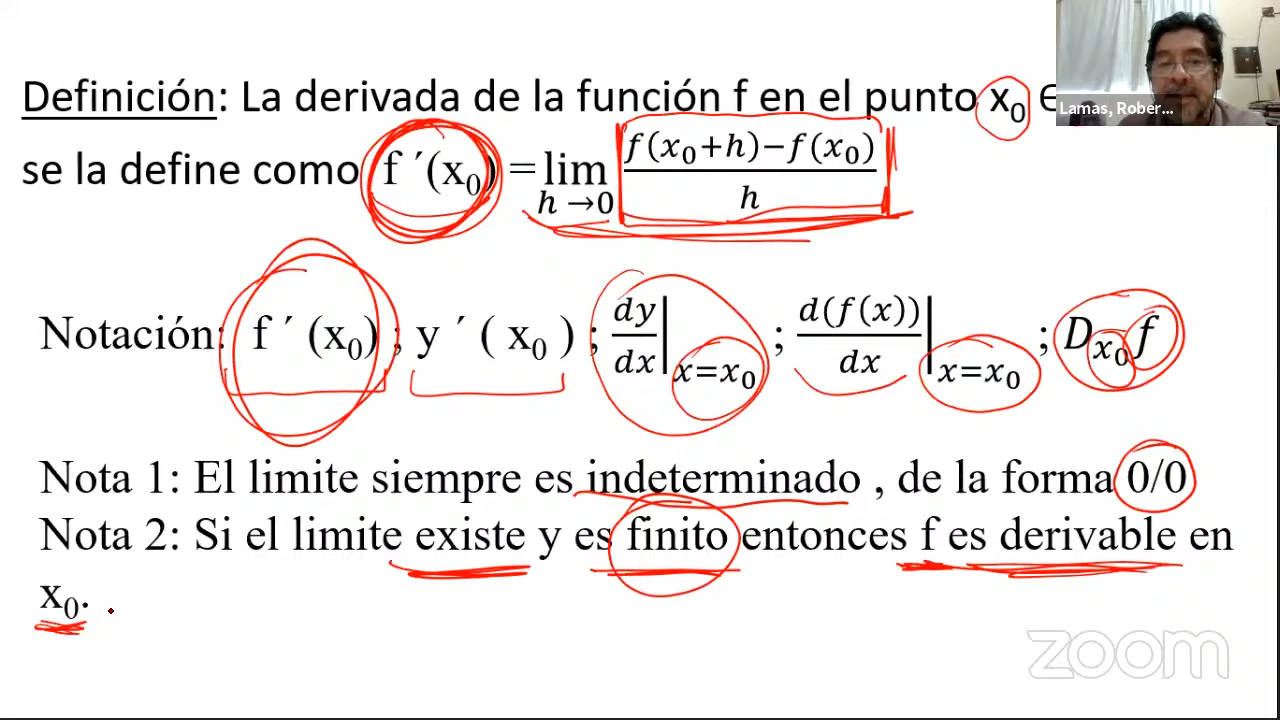 Definición: La derivada de la función f en el punto x₀ ∈
Lamas, Rober...
se la define como f ´(x₀) = lim h→0 f(x₀+h)−f(x₀) / h
Notación: f ´ (x₀) ; y ´ ( x₀ ) ; dy/dx|x=x₀ ; d(f(x))/dx|x=x₀ ; Dx₀f
Nota 1: El limite siempre es indeterminado , de la forma 0/0
Nota 2: Si el limite existe y es finito entonces f es derivable en
x₀.
zoom